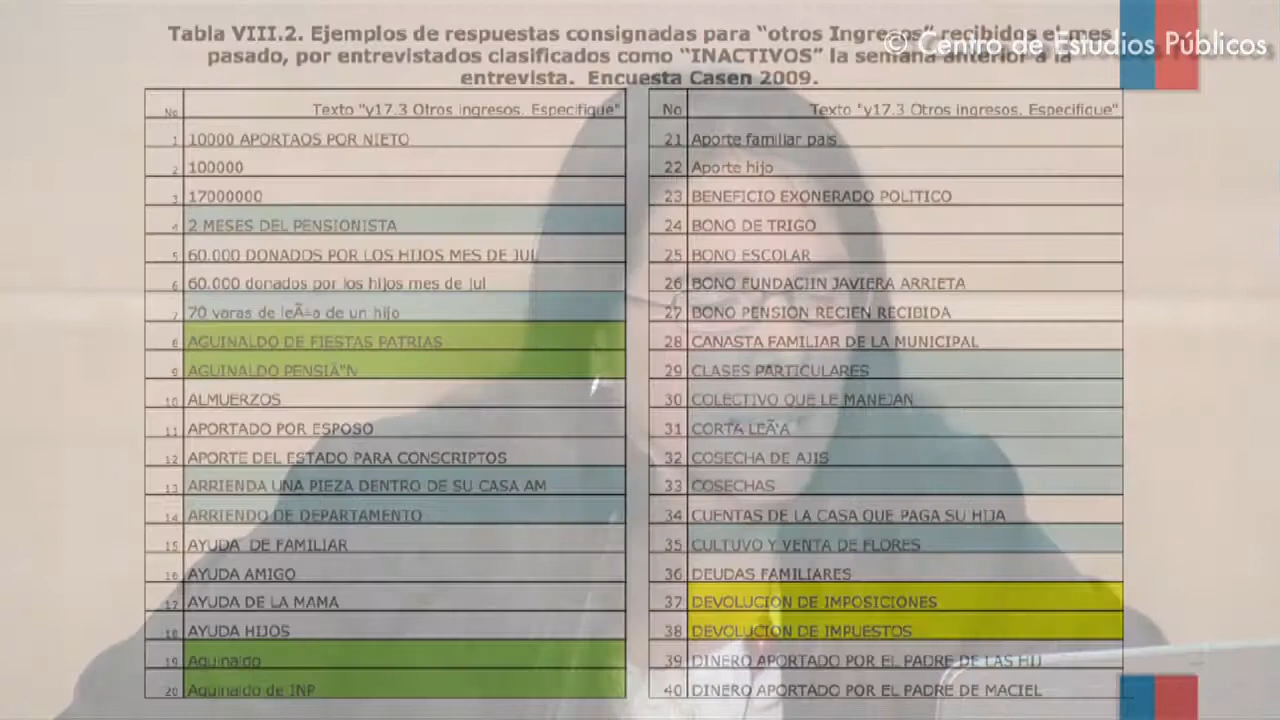 Tabla VIII.2. Ejemplos de respuestas consignadas para “otros Ingresos” recibidos el mes
© Centro de Estudios Públicos
pasado, por entrevistados clasificados como “INACTIVOS” la semana anterior a la
entrevista. Encuesta Casen 2009.
No Texto "y17.3 Otros ingresos. Especifique"
1 10000 APORTAOS POR NIETO
2 100000
3 17000000
4 2 MESES DEL PENSIONISTA
5 60.000 DONADOS POR LOS HIJOS MES DE JUL
6 60.000 donados por los hijos mes de jul
7 70 varas de leÃ±a de un hijo
8 AGUINALDO DE FIESTAS PATRIAS
9 AGUINALDO PENSIÃ“N
10 ALMUERZOS
11 APORTADO POR ESPOSO
12 APORTE DEL ESTADO PARA CONSCRIPTOS
13 ARRIENDA UNA PIEZA DENTRO DE SU CASA AM
14 ARRIENDO DE DEPARTAMENTO
15 AYUDA DE FAMILIAR
16 AYUDA AMIGO
17 AYUDA DE LA MAMA
18 AYUDA HIJOS
19 Aguinaldo
20 Aguinaldo de INP
No Texto "y17.3 Otros ingresos. Especifique"
21 Aporte familiar pais
22 Aporte hijo
23 BENEFICIO EXONERADO POLITICO
24 BONO DE TRIGO
25 BONO ESCOLAR
26 BONO FUNDACIIN JAVIERA ARRIETA
27 BONO PENSION RECIEN RECIBIDA
28 CANASTA FAMILIAR DE LA MUNICIPAL
29 CLASES PARTICULARES
30 COLECTIVO QUE LE MANEJAN
31 CORTA LEÃ‘A
32 COSECHA DE AJIS
33 COSECHAS
34 CUENTAS DE LA CASA QUE PAGA SU HIJA
35 CULTUVO Y VENTA DE FLORES
36 DEUDAS FAMILIARES
37 DEVOLUCION DE IMPOSICIONES
38 DEVOLUCION DE IMPUESTOS
39 DINERO APORTADO POR EL PADRE DE LAS HIJ
40 DINERO APORTADO POR EL PADRE DE MACIEL